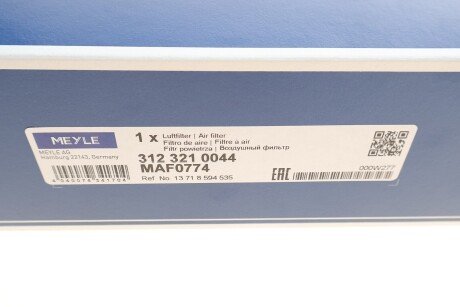 MEYLE
MEYLE AG
Hamburg 22143, Germany
1 x Luftfilter | Air filter
Filtro de aire | Filtre a air
Filtr powietrza | Воздушный фильтр
312 321 0044
MAF0774
Ref No. 13 71 8 594 535
EAC
000W277